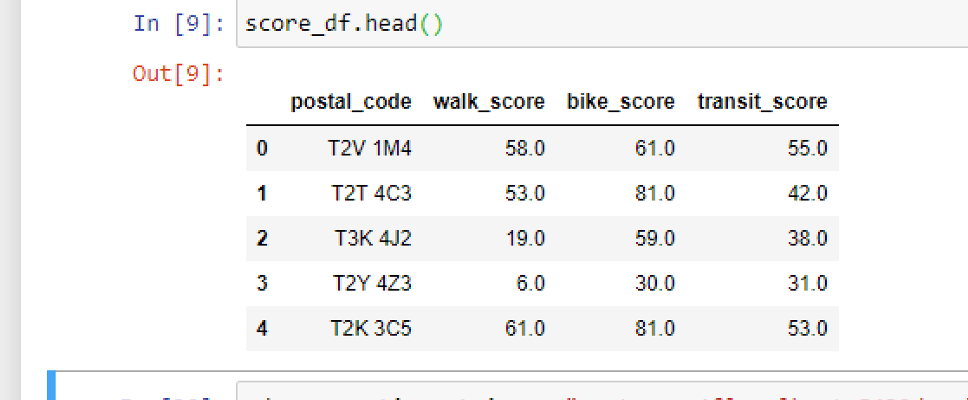 In [9]: score_df.head()
Out[9]:
postal_code walk_score bike_score transit_score
0 T2V 1M4 58.0 61.0 55.0
1 T2T 4C3 53.0 81.0 42.0
2 T3K 4J2 19.0 59.0 38.0
3 T2Y 4Z3 6.0 30.0 31.0
4 T2K 3C5 61.0 81.0 53.0